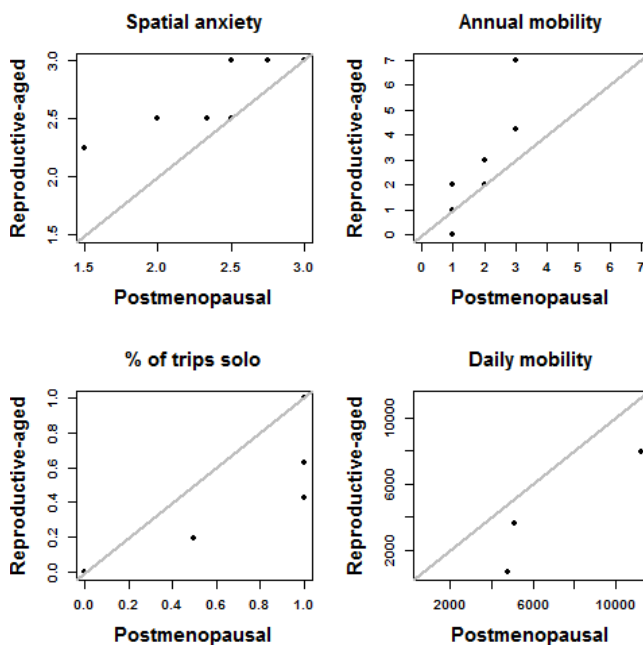 Spatial anxiety
Reproductive-aged
3.0
2.5
2.0
1.5
1.5 2.0 2.5 3.0
Postmenopausal
Annual mobility
Reproductive-aged
7
6
5
4
3
2
1
0
0 1 2 3 4 5 6 7
Postmenopausal
% of trips solo
Reproductive-aged
1.0
0.8
0.6
0.4
0.2
0.0
0.0 0.2 0.4 0.6 0.8 1.0
Postmenopausal
Daily mobility
Reproductive-aged
10000
6000
2000
2000 6000 10000
Postmenopausal